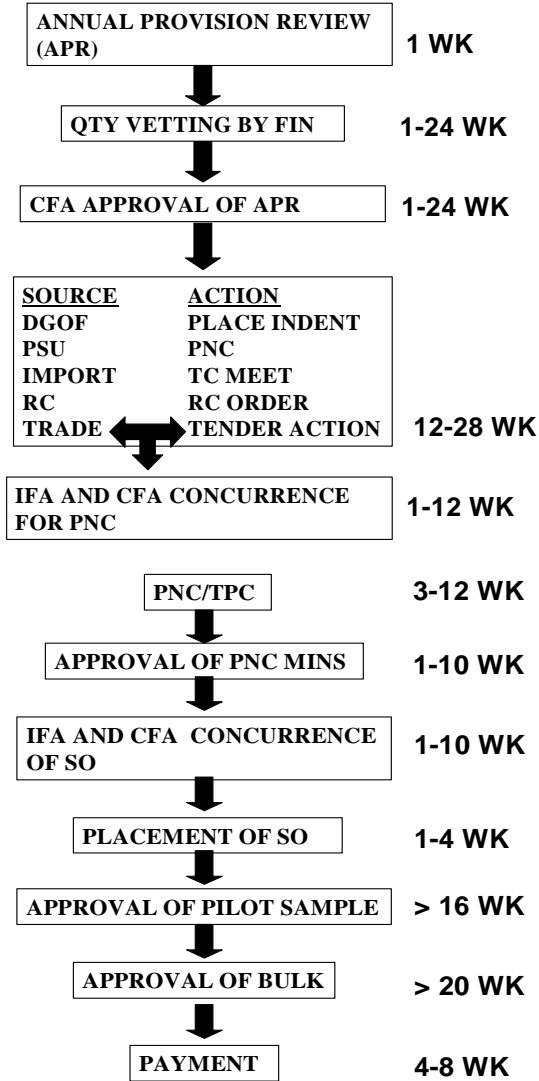 ANNUAL PROVISION REVIEW
(APR)
1 WK
QTY VETTING BY FIN
1-24 WK
CFA APPROVAL OF APR
1-24 WK
SOURCE ACTION
DGOF PLACE INDENT
PSU PNC
IMPORT TC MEET
RC RC ORDER
TRADE TENDER ACTION
12-28 WK
IFA AND CFA CONCURRENCE
FOR PNC
1-12 WK
PNC/TPC
3-12 WK
APPROVAL OF PNC MINS
1-10 WK
IFA AND CFA CONCURRENCE
OF SO
1-10 WK
PLACEMENT OF SO
1-4 WK
APPROVAL OF PILOT SAMPLE
> 16 WK
APPROVAL OF BULK
> 20 WK
PAYMENT
4-8 WK